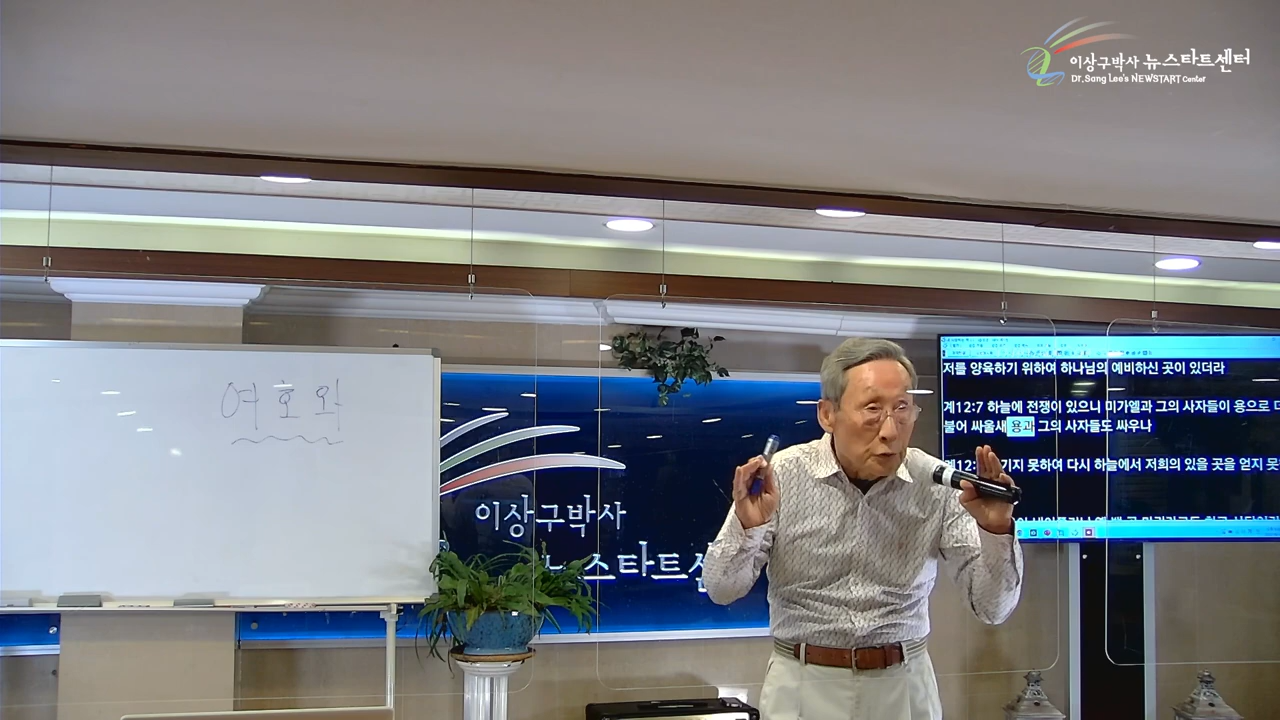 이상구박사 뉴스타트센터
Dr. Sang Lee's NEWSTART Center
여호와
이상구박사
뉴스타트센
저를 양육하기 위하여 하나님의 예비하신 곳이 있더라
계12:7 하늘에 전쟁이 있으니 미가엘과 그의 사자들이 용으로 더
불어 싸울새 용과 그의 사자들도 싸우나
계12: 기지 못하여 다시 하늘에서 저희의 있을 곳을 얻지 못